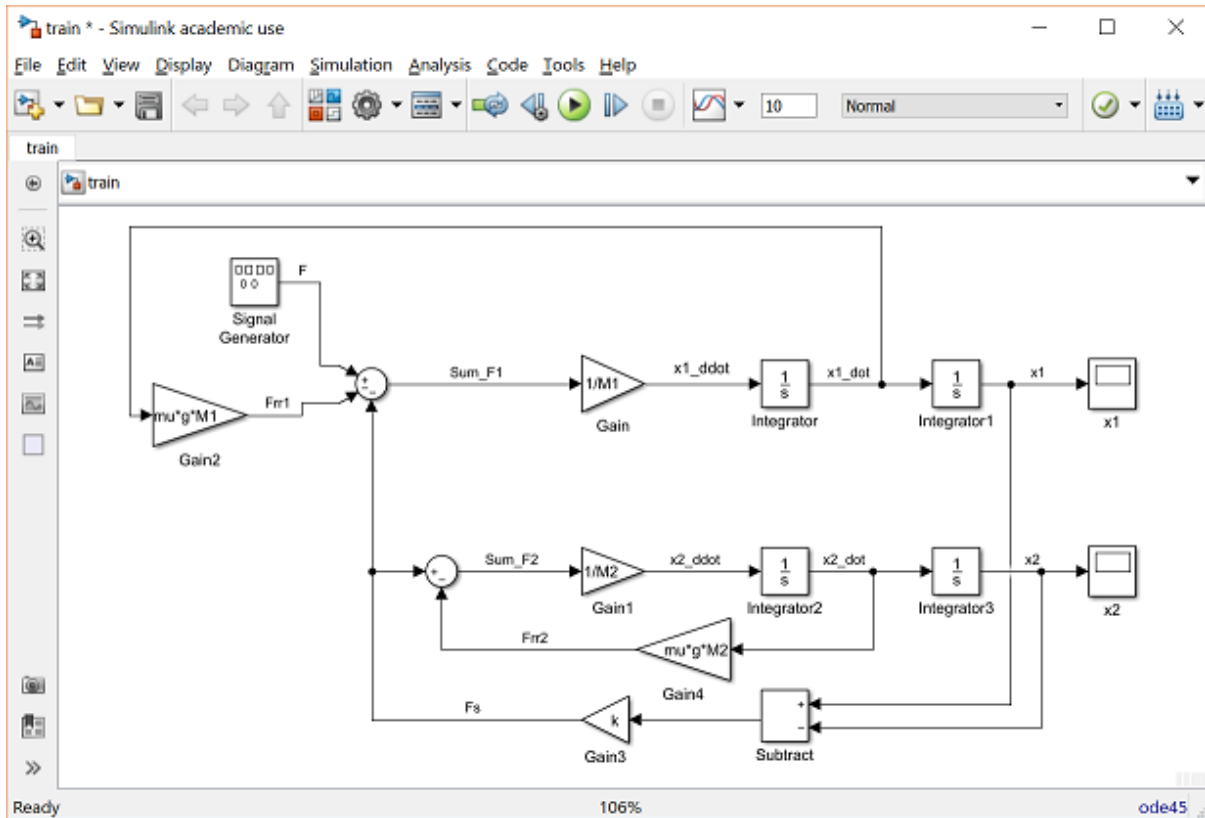 train * - Simulink academic use
File Edit View Display Diagram Simulation Analysis Code Tools Help
10 Normal
train
train
F
Signal
Generator
Sum_F1
1/M1
Gain
x1_ddot
1
s
Integrator
x1_dot
1
s
Integrator1
x1
x1
mu*g*M1
Gain2
Frr1
+
-
-
+
-
Sum_F2
1/M2
Gain1
x2_ddot
1
s
Integrator2
x2_dot
1
s
Integrator3
x2
x2
Frr2
mu*g*M2
Gain4
Fs
k
Gain3
+
-
Subtract
Ready 106% ode45